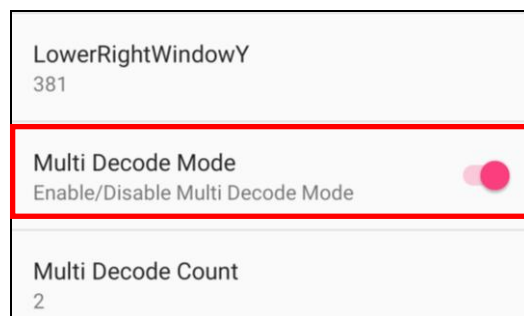 LowerRightWindowY
381
Multi Decode Mode
Enable/Disable Multi Decode Mode
Multi Decode Count
2